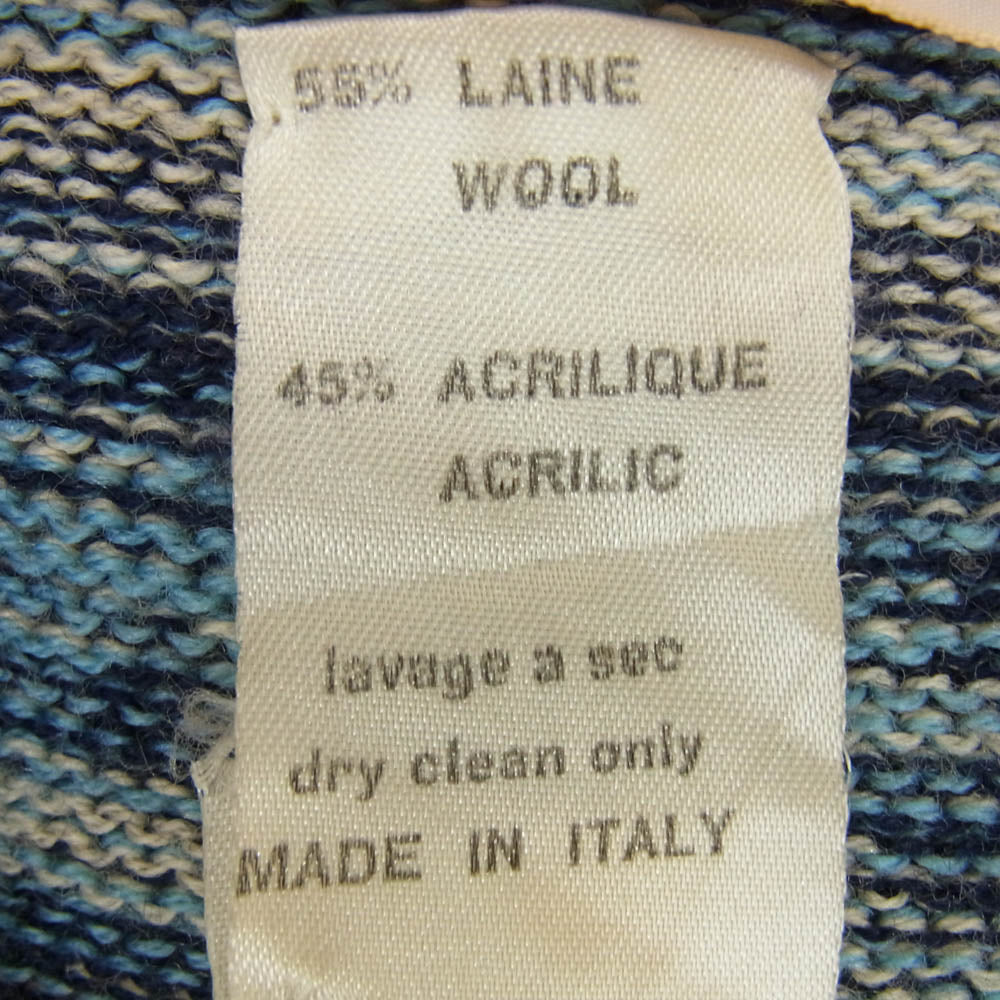 55% LAINE
WOOL
45% ACRILIQUE
ACRILIC
lavage a sec
dry clean only
MADE IN ITALY